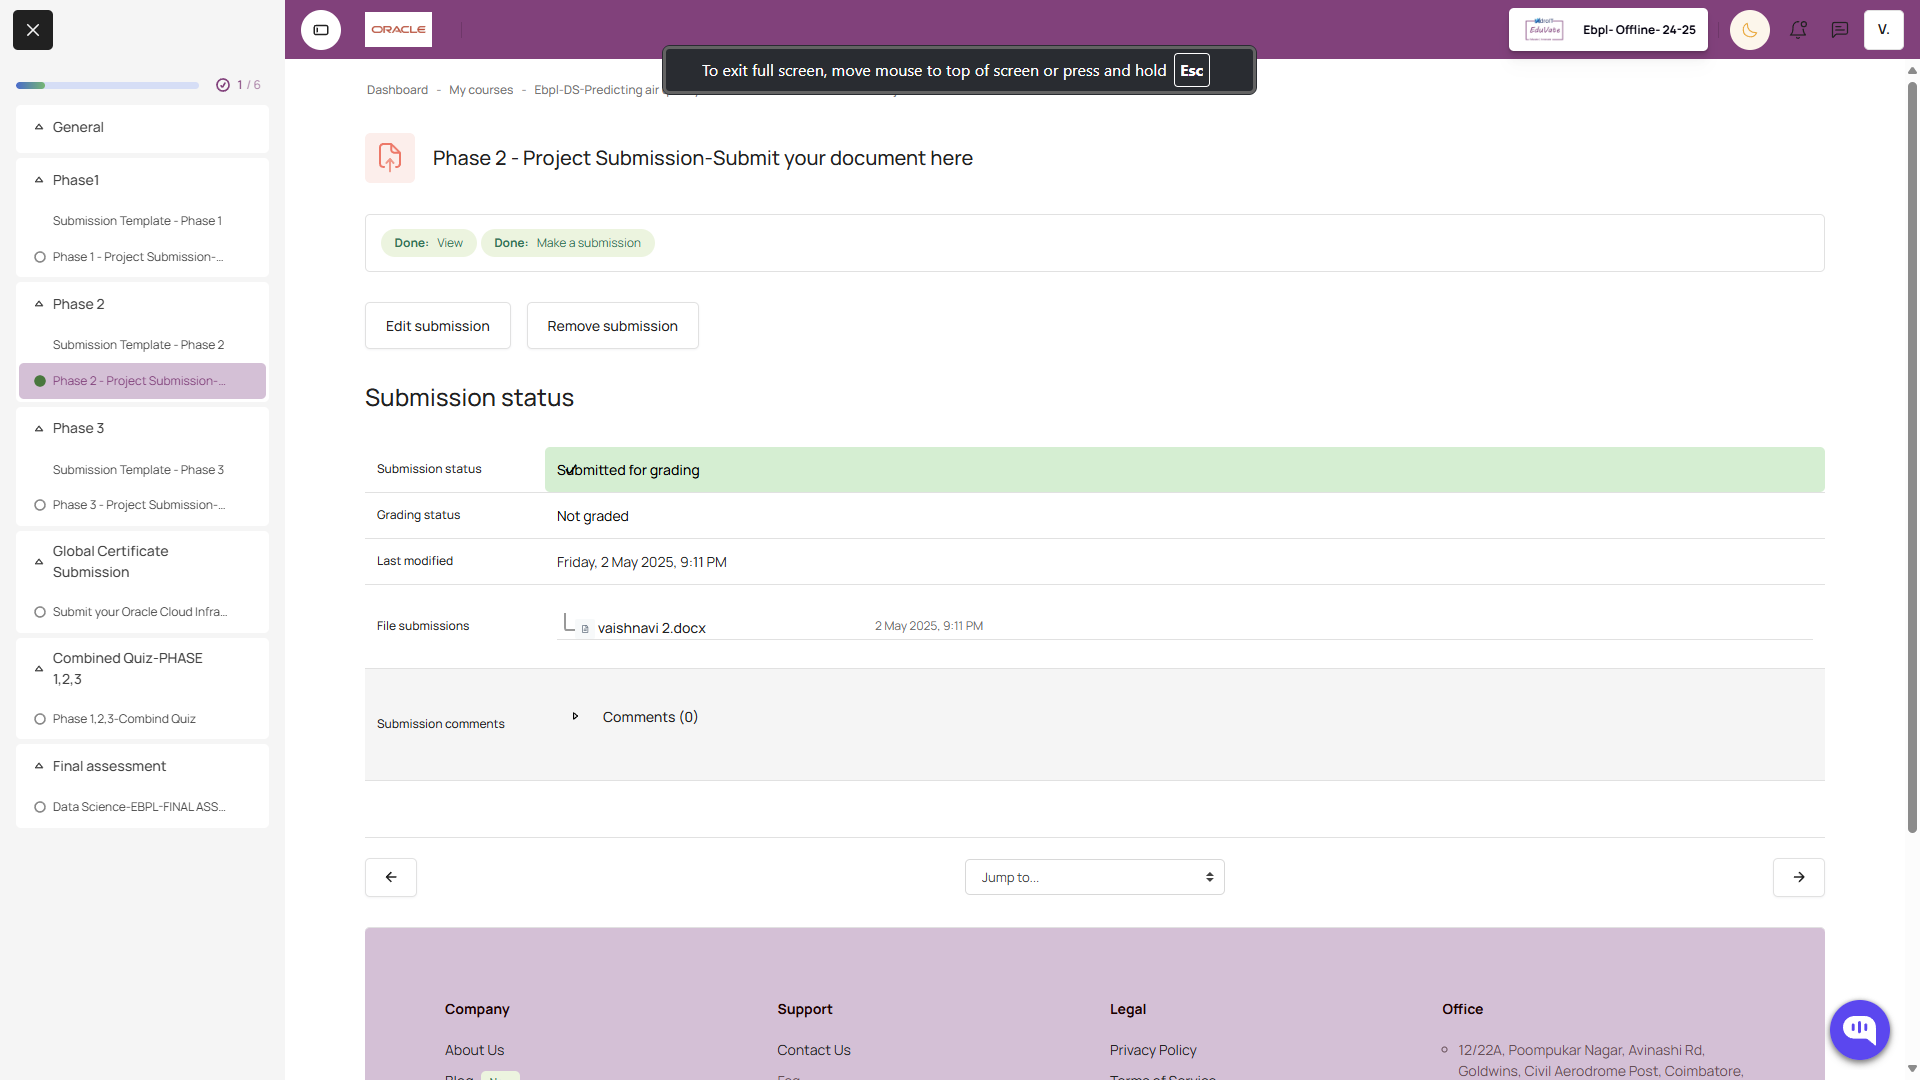 ORACLE
EduVate
Ebpl- Offline- 24-25
V.
To exit full screen, move mouse to top of screen or press and hold Esc
1 / 6
General
Phase1
Submission Template - Phase 1
Phase 1 - Project Submission-...
Phase 2
Submission Template - Phase 2
Phase 2 - Project Submission-...
Phase 3
Submission Template - Phase 3
Phase 3 - Project Submission-...
Global Certificate
Submission
Submit your Oracle Cloud Infra...
Combined Quiz-PHASE
1,2,3
Phase 1,2,3-Combind Quiz
Final assessment
Data Science-EBPL-FINAL ASS...
Dashboard - My courses - Ebpl-DS-Predicting air
Phase 2 - Project Submission-Submit your document here
Done: View Done: Make a submission
Edit submission Remove submission
Submission status
Submission status Submitted for grading
Grading status Not graded
Last modified Friday, 2 May 2025, 9:11 PM
File submissions vaishnavi 2.docx 2 May 2025, 9:11 PM
Submission comments Comments (0)
Jump to...
Company Support Legal Office
About Us Contact Us Privacy Policy 12/22A, Poompukar Nagar, Avinashi Rd,
Goldwins, Civil Aerodrome Post, Coimbatore,